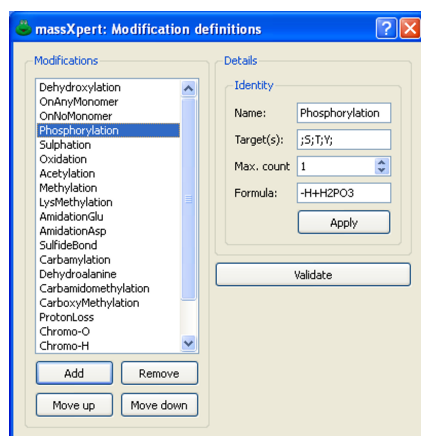 massXpert: Modification definitions
Modifications
Dehydroxylation
OnAnyMonomer
OnNoMonomer
Phosphorylation
Sulphation
Oxidation
Acetylation
Methylation
LysMethylation
AmidationGlu
AmidationAsp
SulfideBond
Carbamylation
Dehydroalanine
Carbamidomethylation
CarboxyMethylation
ProtonLoss
Chromo-O
Chromo-H
Add
Remove
Move up
Move down
Details
Identity
Name: Phosphorylation
Target(s): ;S;T;Y;
Max. count 1
Formula: -H+H2PO3
Apply
Validate